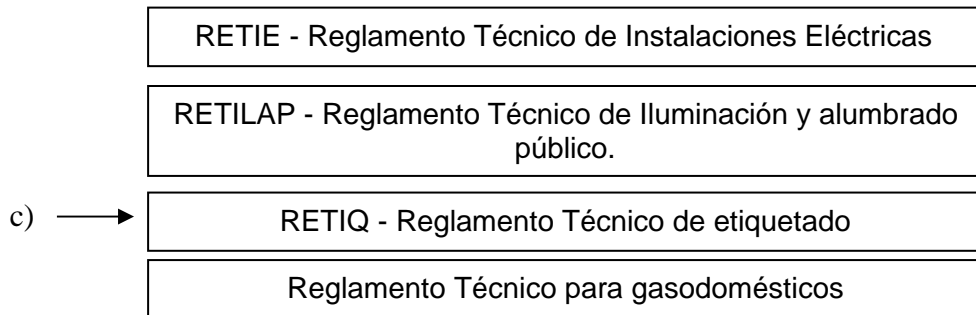 RETIE - Reglamento Técnico de Instalaciones Eléctricas
RETILAP - Reglamento Técnico de Iluminación y alumbrado
público.
c)
RETIQ - Reglamento Técnico de etiquetado
Reglamento Técnico para gasodomésticos